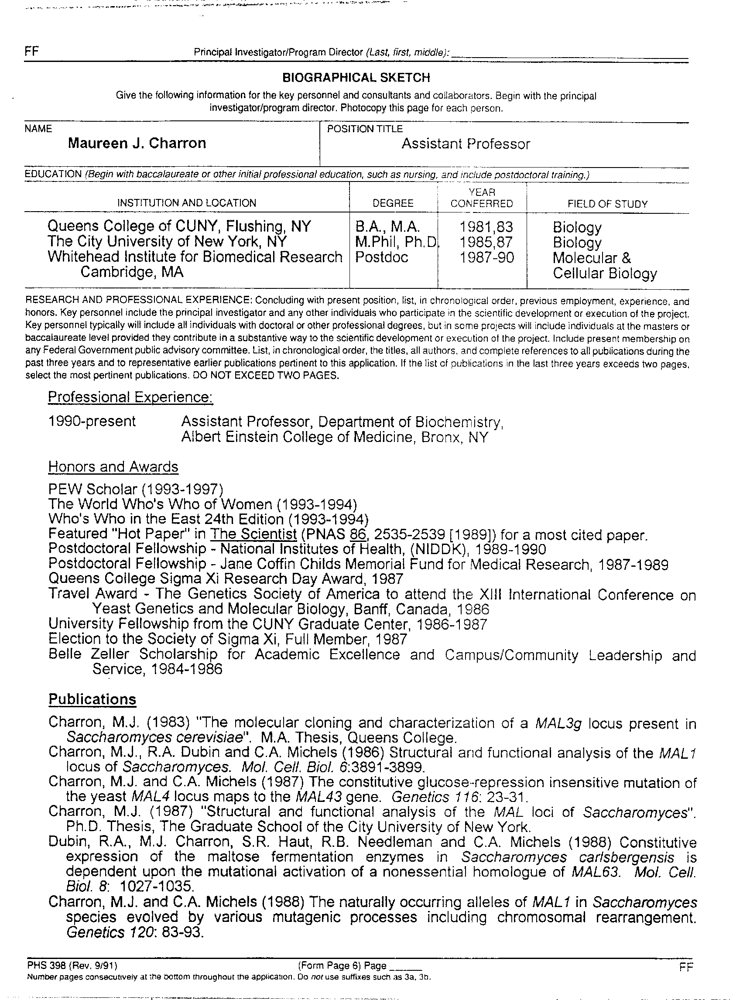 FF
Principal Investigator/Program Director (Last, first, middle):
BIOGRAPHICAL SKETCH
Give the following information for the key personnel and consultants and collaborators. Begin with the principal
investigator/program director. Photocopy this page for each person.
NAME
POSITION TITLE
Maureen J. Charron
Assistant Professor
EDUCATION (Begin with baccalaureate or other initial professional education, such as nursing, and include postdoctoral training.)
INSTITUTION AND LOCATION
DEGREE
YEAR
CONFERRED
FIELD OF STUDY
Queens College of CUNY, Flushing, NY B.A., M.A. 1981,83 Biology
The City University of New York, NY M.Phil, Ph.D. 1985,87 Biology
Whitehead Institute for Biomedical Research Postdoc 1987-90 Molecular &
Cambridge, MA Cellular Biology
RESEARCH AND PROFESSIONAL EXPERIENCE: Concluding with present position, list, in chronological order, previous employment, experience, and
honors. Key personnel include the principal investigator and any other individuals who participate in the scientific development or execution of the project.
Key personnel typically will include all individuals with doctoral or other professional degrees, but in some projects will include individuals at the masters or
baccalaureate level provided they contribute in a substantive way to the scientific development or execution of the project. Include present membership on
any Federal Government public advisory committee. List, in chronological order, the titles, all authors, and complete references to all publications during the
past three years and to representative earlier publications pertinent to this application. If the list of publications in the last three years exceeds two pages,
select the most pertinent publications. DO NOT EXCEED TWO PAGES.
Professional Experience:
1990-present Assistant Professor, Department of Biochemistry,
Albert Einstein College of Medicine, Bronx, NY
Honors and Awards
PEW Scholar (1993-1997)
The World Who's Who of Women (1993-1994)
Who's Who in the East 24th Edition (1993-1994)
Featured "Hot Paper" in The Scientist (PNAS 86, 2535-2539 [1989]) for a most cited paper.
Postdoctoral Fellowship - National Institutes of Health, (NIDDK), 1989-1990
Postdoctoral Fellowship - Jane Coffin Childs Memorial Fund for Medical Research, 1987-1989
Queens College Sigma Xi Research Day Award, 1987
Travel Award - The Genetics Society of America to attend the XIII International Conference on
Yeast Genetics and Molecular Biology, Banff, Canada, 1986
University Fellowship from the CUNY Graduate Center, 1986-1987
Election to the Society of Sigma Xi, Full Member, 1987
Belle Zeller Scholarship for Academic Excellence and Campus/Community Leadership and
Service, 1984-1986
Publications
Charron, M.J. (1983) "The molecular cloning and characterization of a MAL3g locus present in
Saccharomyces cerevisiae". M.A. Thesis, Queens College.
Charron, M.J., R.A. Dubin and C.A. Michels (1986) Structural and functional analysis of the MAL1
locus of Saccharomyces. Mol. Cell. Biol. 6:3891-3899.
Charron, M.J. and C.A. Michels (1987) The constitutive glucose-repression insensitive mutation of
the yeast MAL4 locus maps to the MAL43 gene. Genetics 116: 23-31.
Charron, M.J. (1987) "Structural and functional analysis of the MAL loci of Saccharomyces".
Ph.D. Thesis, The Graduate School of the City University of New York.
Dubin, R.A., M.J. Charron, S.R. Haut, R.B. Needleman and C.A. Michels (1988) Constitutive
expression of the maltose fermentation enzymes in Saccharomyces carlsbergensis is
dependent upon the mutational activation of a nonessential homologue of MAL63. Mol. Cell.
Biol. 8: 1027-1035.
Charron, M.J. and C.A. Michels (1988) The naturally occurring alleles of MAL1 in Saccharomyces
species evolved by various mutagenic processes including chromosomal rearrangement.
Genetics 120: 83-93.
PHS 398 (Rev. 9/91) (Form Page 6) Page FF
Number pages consecutively at the bottom throughout the application. Do not use suffixes such as 3a, 3b.